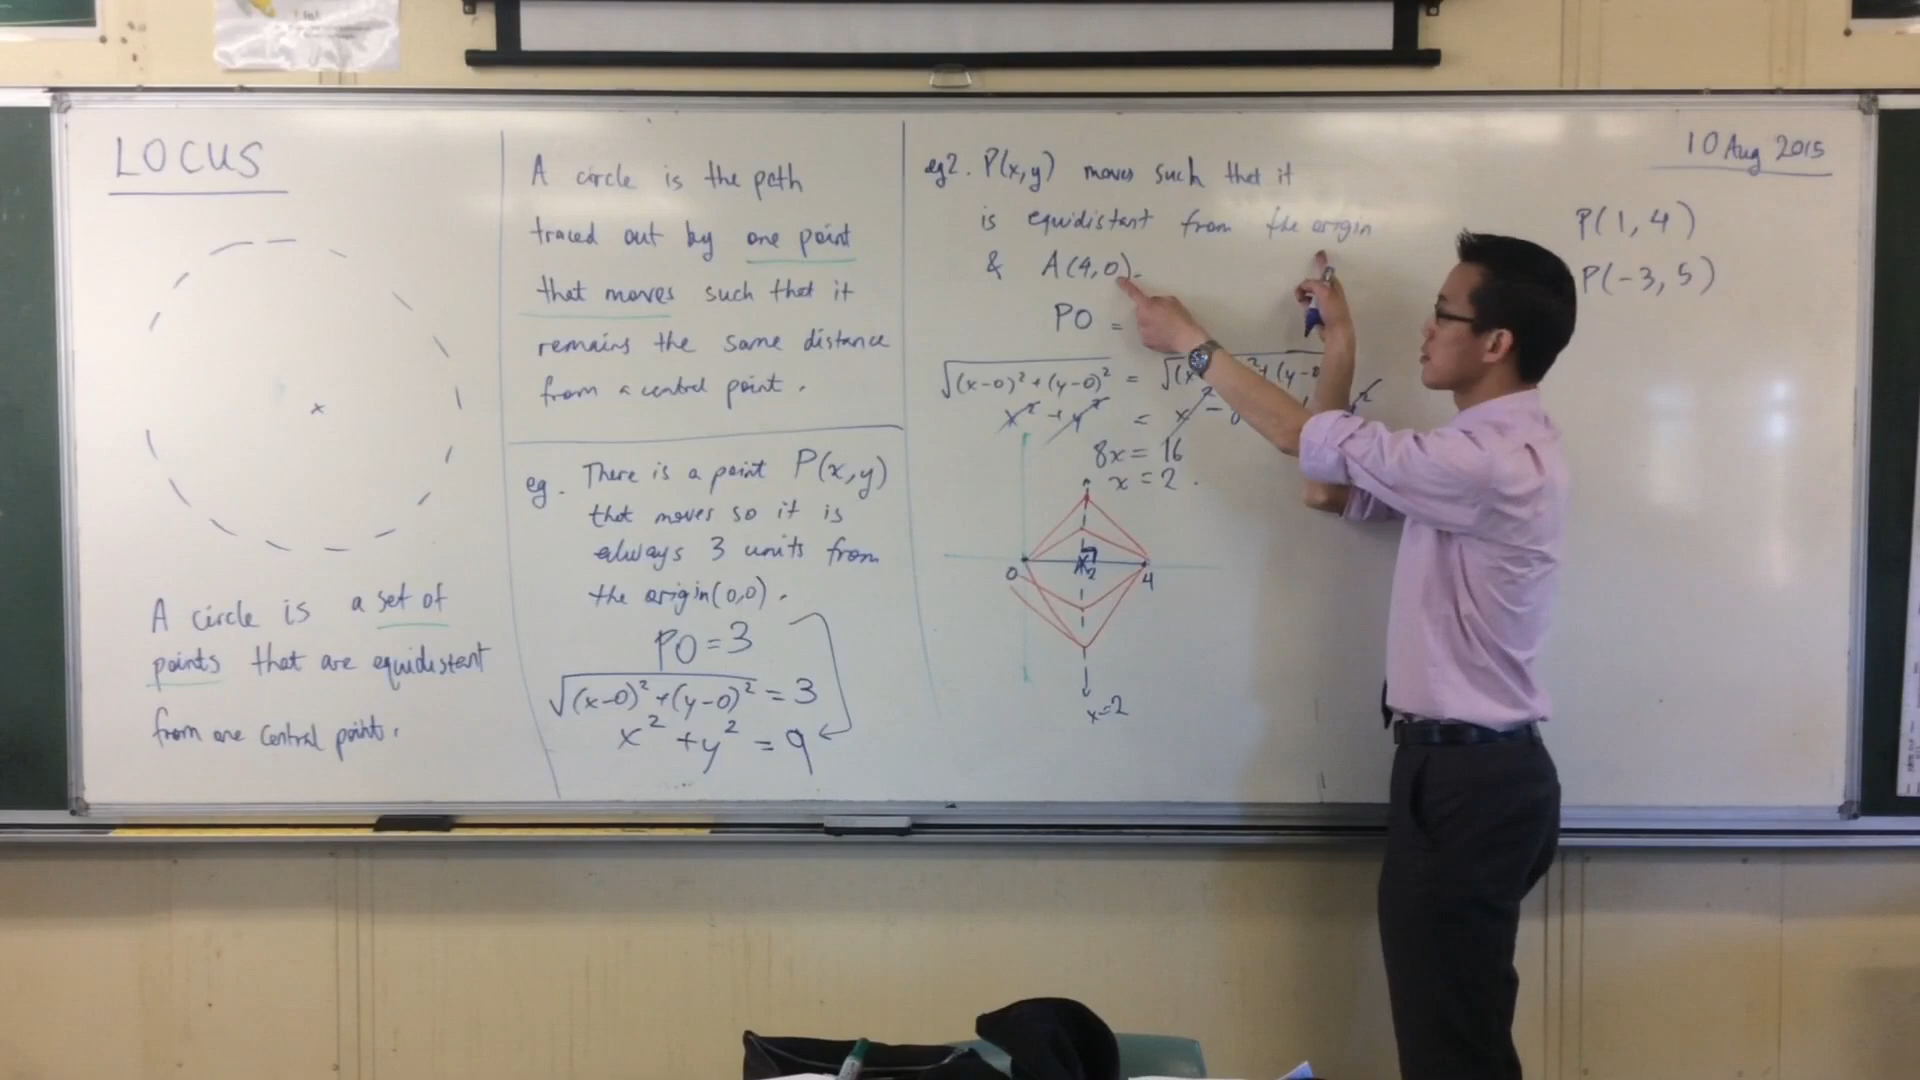 LOCUS
A circle is a set of
points that are equidistant
from one central point.
A circle is the path
traced out by one point
that moves such that it
remains the same distance
from a central point.
eg. There is a point P(x,y)
that moves so it is
always 3 units from
the origin (0,0).
PO = 3
√(x-0)² + (y-0)² = 3
x² + y² = 9
eg2. P(x,y) moves such that it
is equidistant from the origin
& A(4,0).
PO =
√(x-0)² + (y-0)² =
x² + y² =
8x = 16
x = 2.
0
2
4
x=2
10 Aug 2015
P(1,4)
P(-3,5)